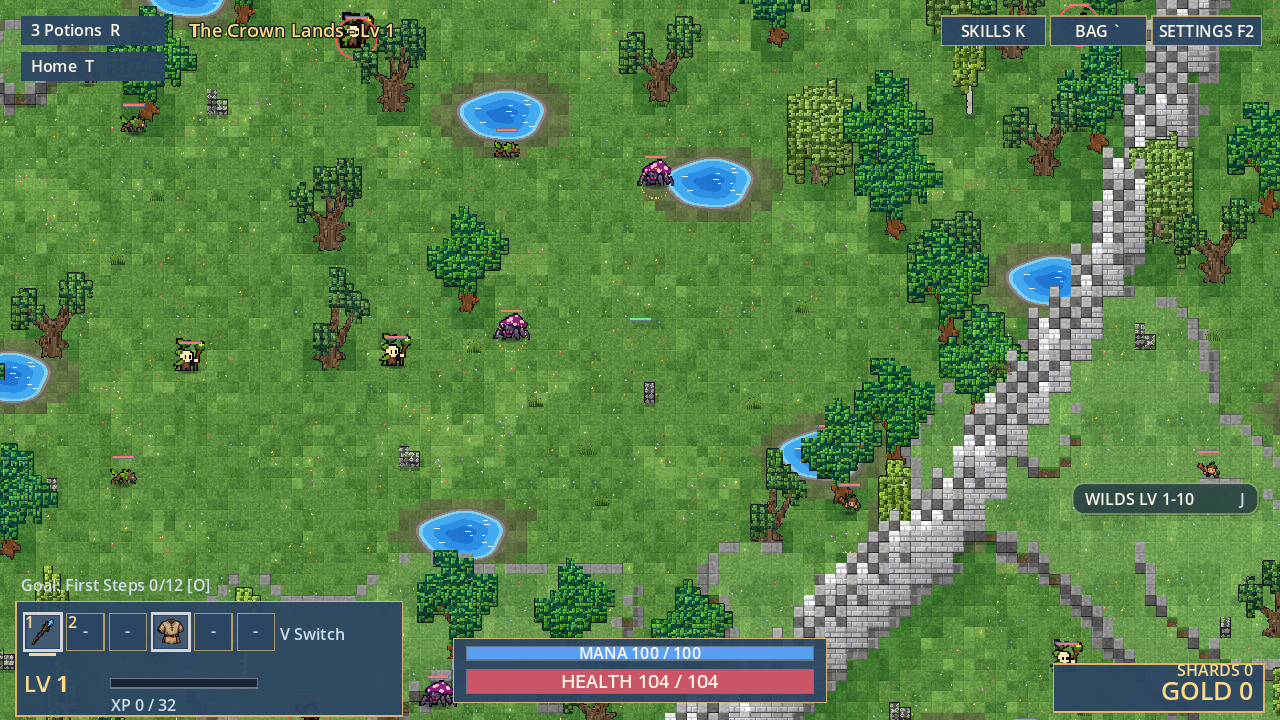 3 Potions R
The Crown Lands - Lv 1
SKILLS K
BAG `
SETTINGS F2
Home T
WILDS LV 1-10 J
Goal: First Steps 0/12 [O]
1
2
-
-
-
-
V Switch
LV 1
XP 0 / 32
MANA 100 / 100
HEALTH 104 / 104
SHARDS 0
GOLD 0